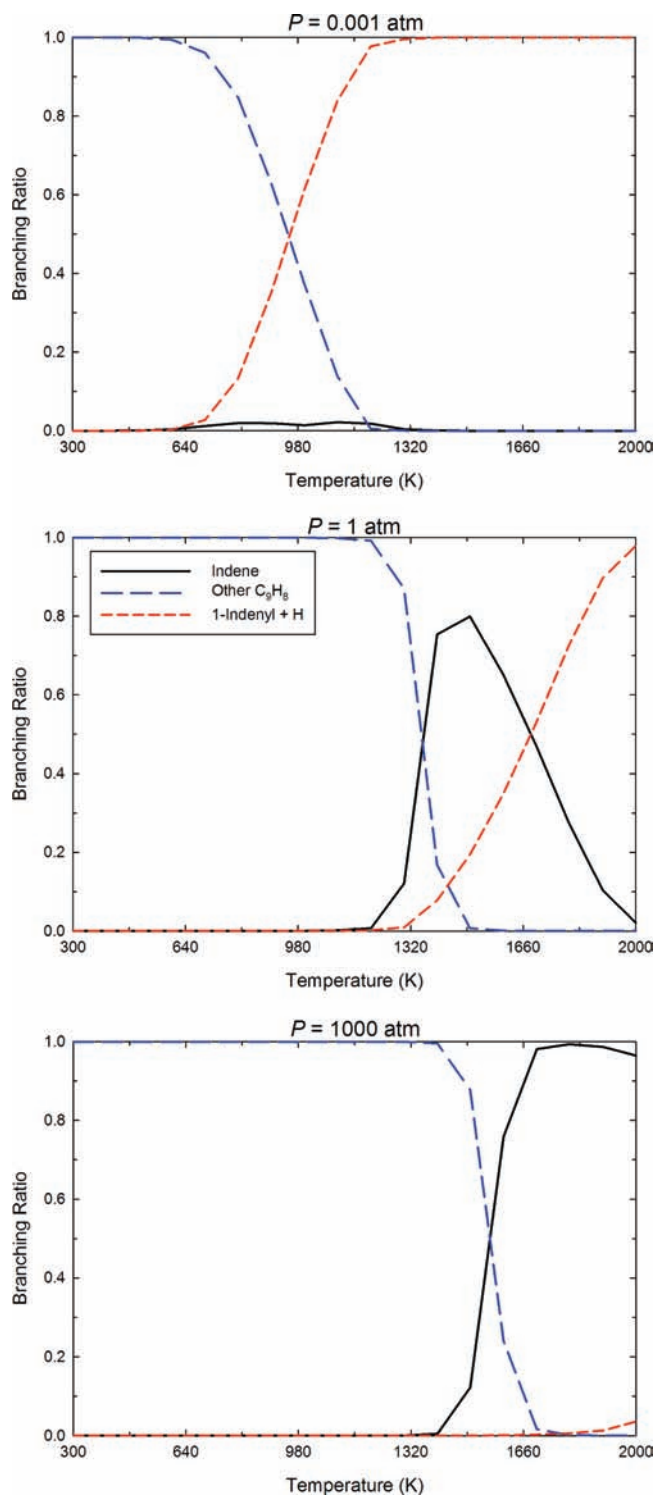 P = 0.001 atm
1.0
0.8
0.6
0.4
0.2
0.0
Branching Ratio
300 640 980 1320 1660 2000
Temperature (K)
P = 1 atm
1.0
0.8
0.6
0.4
0.2
0.0
Branching Ratio
Indene
Other C₉H₈
1-Indenyl + H
300 640 980 1320 1660 2000
Temperature (K)
P = 1000 atm
1.0
0.8
0.6
0.4
0.2
0.0
Branching Ratio
300 640 980 1320 1660 2000
Temperature (K)